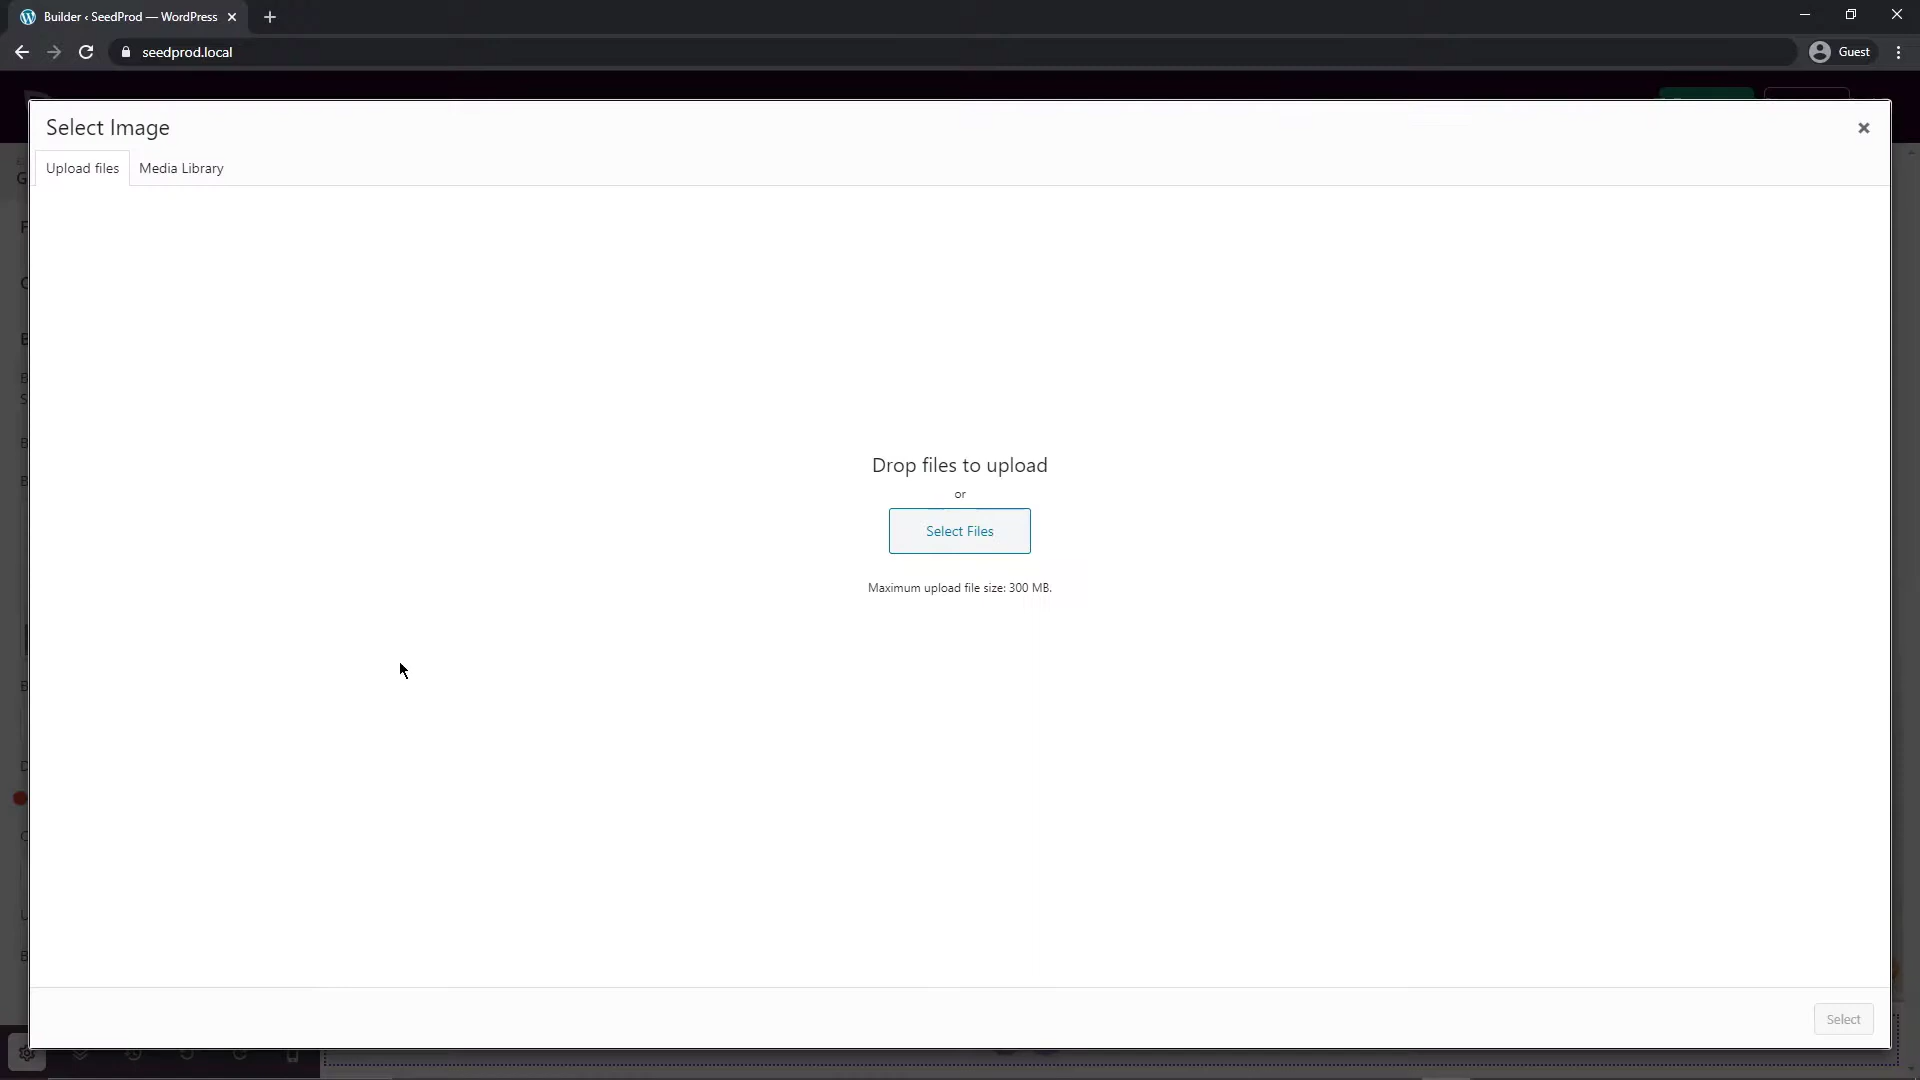 Builder ‹ SeedProd — WordPress
seedprod.local
Guest
Select Image
Upload files
Media Library
Drop files to upload
or
Select Files
Maximum upload file size: 300 MB.
Select